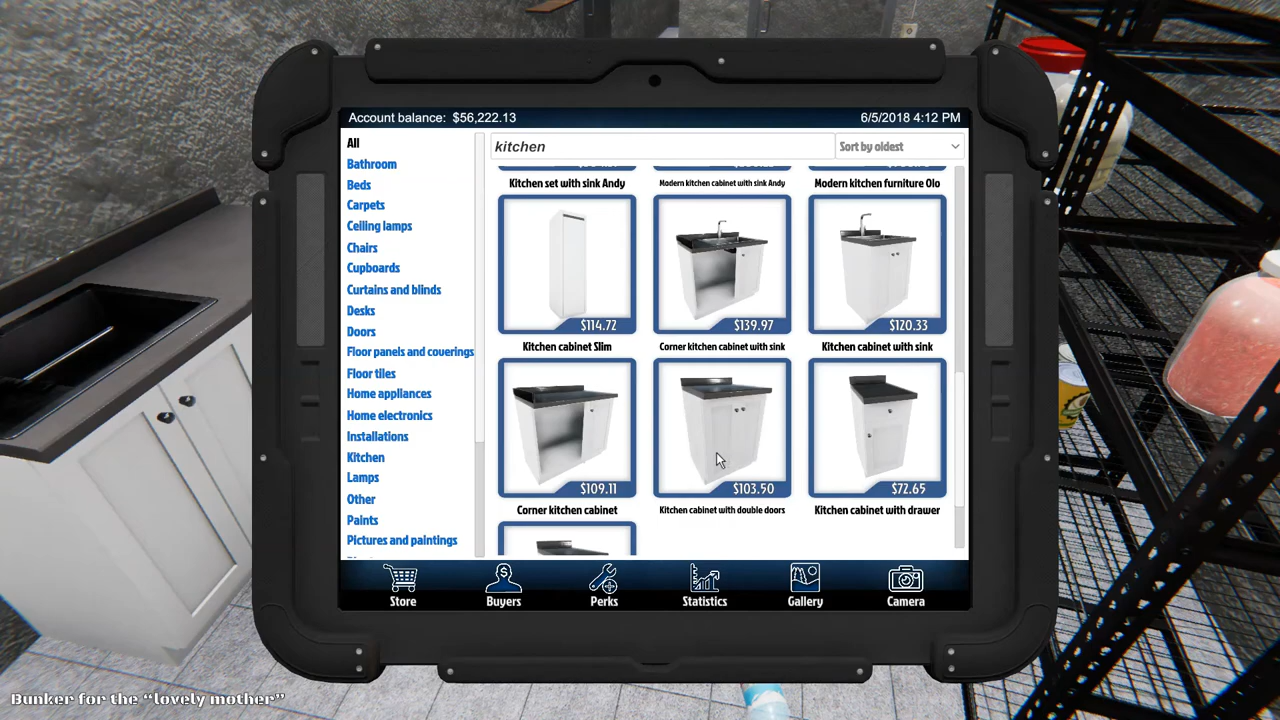 Account balance: $56,222.13
6/5/2018 4:12 PM
All
Bathroom
Beds
Carpets
Ceiling lamps
Chairs
Cupboards
Curtains and blinds
Desks
Doors
Floor panels and coverings
Floor tiles
Home appliances
Home electronics
Installations
Kitchen
Lamps
Other
Paints
Pictures and paintings
kitchen
Sort by oldest
Kitchen set with sink Andy
Modern kitchen cabinet with sink Andy
Modern kitchen furniture Olo
$114.72
$139.97
$120.33
Kitchen cabinet Slim
Corner kitchen cabinet with sink
Kitchen cabinet with sink
$109.11
$103.50
$72.65
Corner kitchen cabinet
Kitchen cabinet with double doors
Kitchen cabinet with drawer
Store
Buyers
Perks
Statistics
Gallery
Camera
Bunker for the "lovely mother"